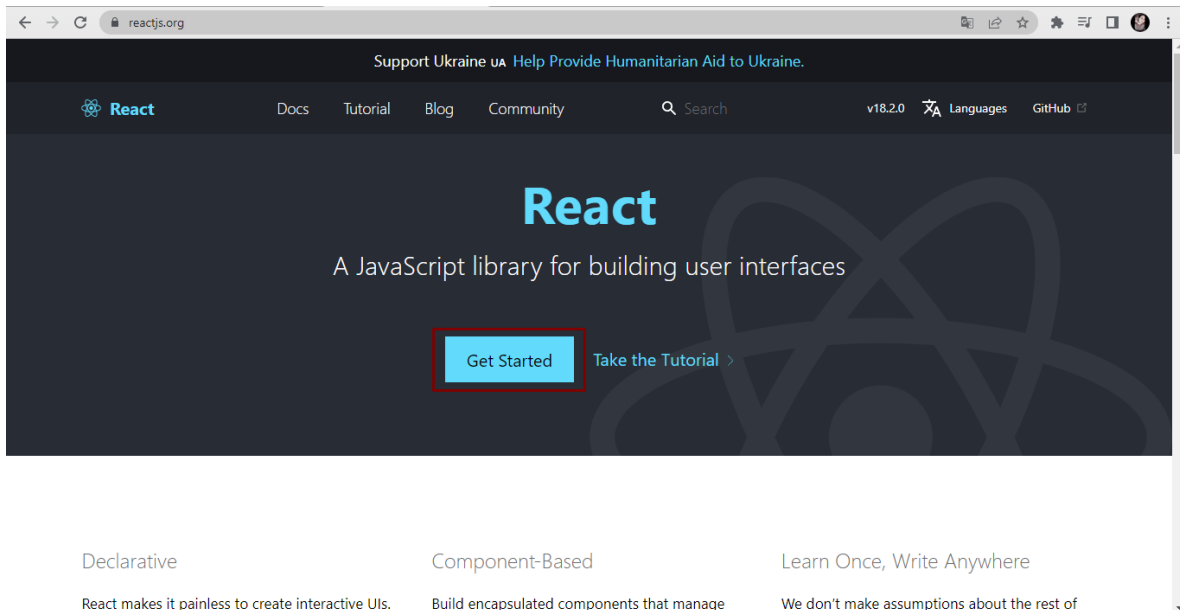 reactjs.org
Support Ukraine UA Help Provide Humanitarian Aid to Ukraine.
React Docs Tutorial Blog Community Search v18.2.0 Languages GitHub
React
A JavaScript library for building user interfaces
Get Started Take the Tutorial
Declarative Component-Based Learn Once, Write Anywhere
React makes it painless to create interactive UIs. Build encapsulated components that manage We don't make assumptions about the rest of